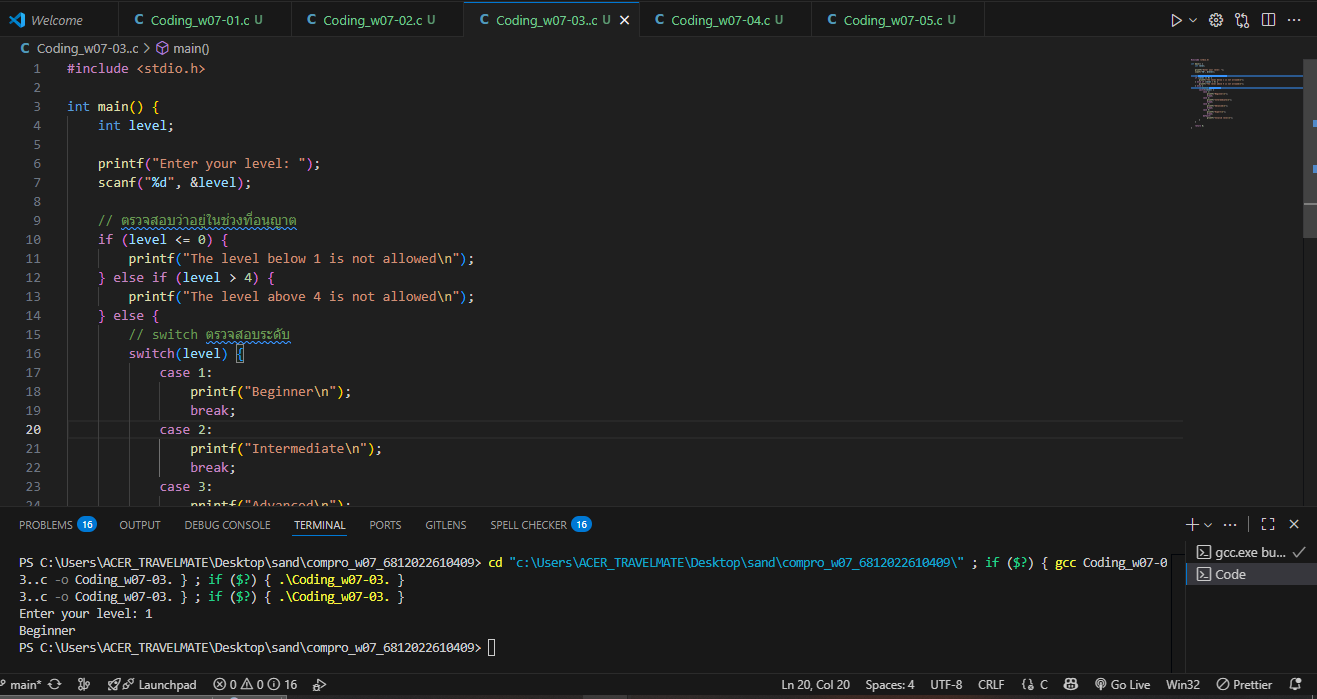 Welcome
C Coding_w07-01.c U
C Coding_w07-02.c U
C Coding_w07-03..c U
C Coding_w07-04.c U
C Coding_w07-05.c U
C Coding_w07-03..c > main()
1 #include <stdio.h>
2
3 int main() {
4 int level;
5
6 printf("Enter your level: ");
7 scanf("%d", &level);
8
9 // ตรวจสอบว่าอยู่ในช่วงที่อนุญาต
10 if (level <= 0) {
11 printf("The level below 1 is not allowed\n");
12 } else if (level > 4) {
13 printf("The level above 4 is not allowed\n");
14 } else {
15 // switch ตรวจสอบระดับ
16 switch(level) {
17 case 1:
18 printf("Beginner\n");
19 break;
20 case 2:
21 printf("Intermediate\n");
22 break;
23 case 3:
24 printf("Advanced\n");
PROBLEMS 16 OUTPUT DEBUG CONSOLE TERMINAL PORTS GITLENS SPELL CHECKER 16
PS C:\Users\ACER_TRAVELMATE\Desktop\sand\compro_w07_6812022610409> cd "c:\Users\ACER_TRAVELMATE\Desktop\sand\compro_w07_6812022610409\" ; if ($?) { gcc Coding_w07-0
3..c -o Coding_w07-03. } ; if ($?) { .\Coding_w07-03. }
3..c -o Coding_w07-03. } ; if ($?) { .\Coding_w07-03. }
Enter your level: 1
Beginner
PS C:\Users\ACER_TRAVELMATE\Desktop\sand\compro_w07_6812022610409>
gcc.exe bu...
Code
main* Launchpad 0 0 16 Ln 20, Col 20 Spaces: 4 UTF-8 CRLF {} C Go Live Win32 Prettier